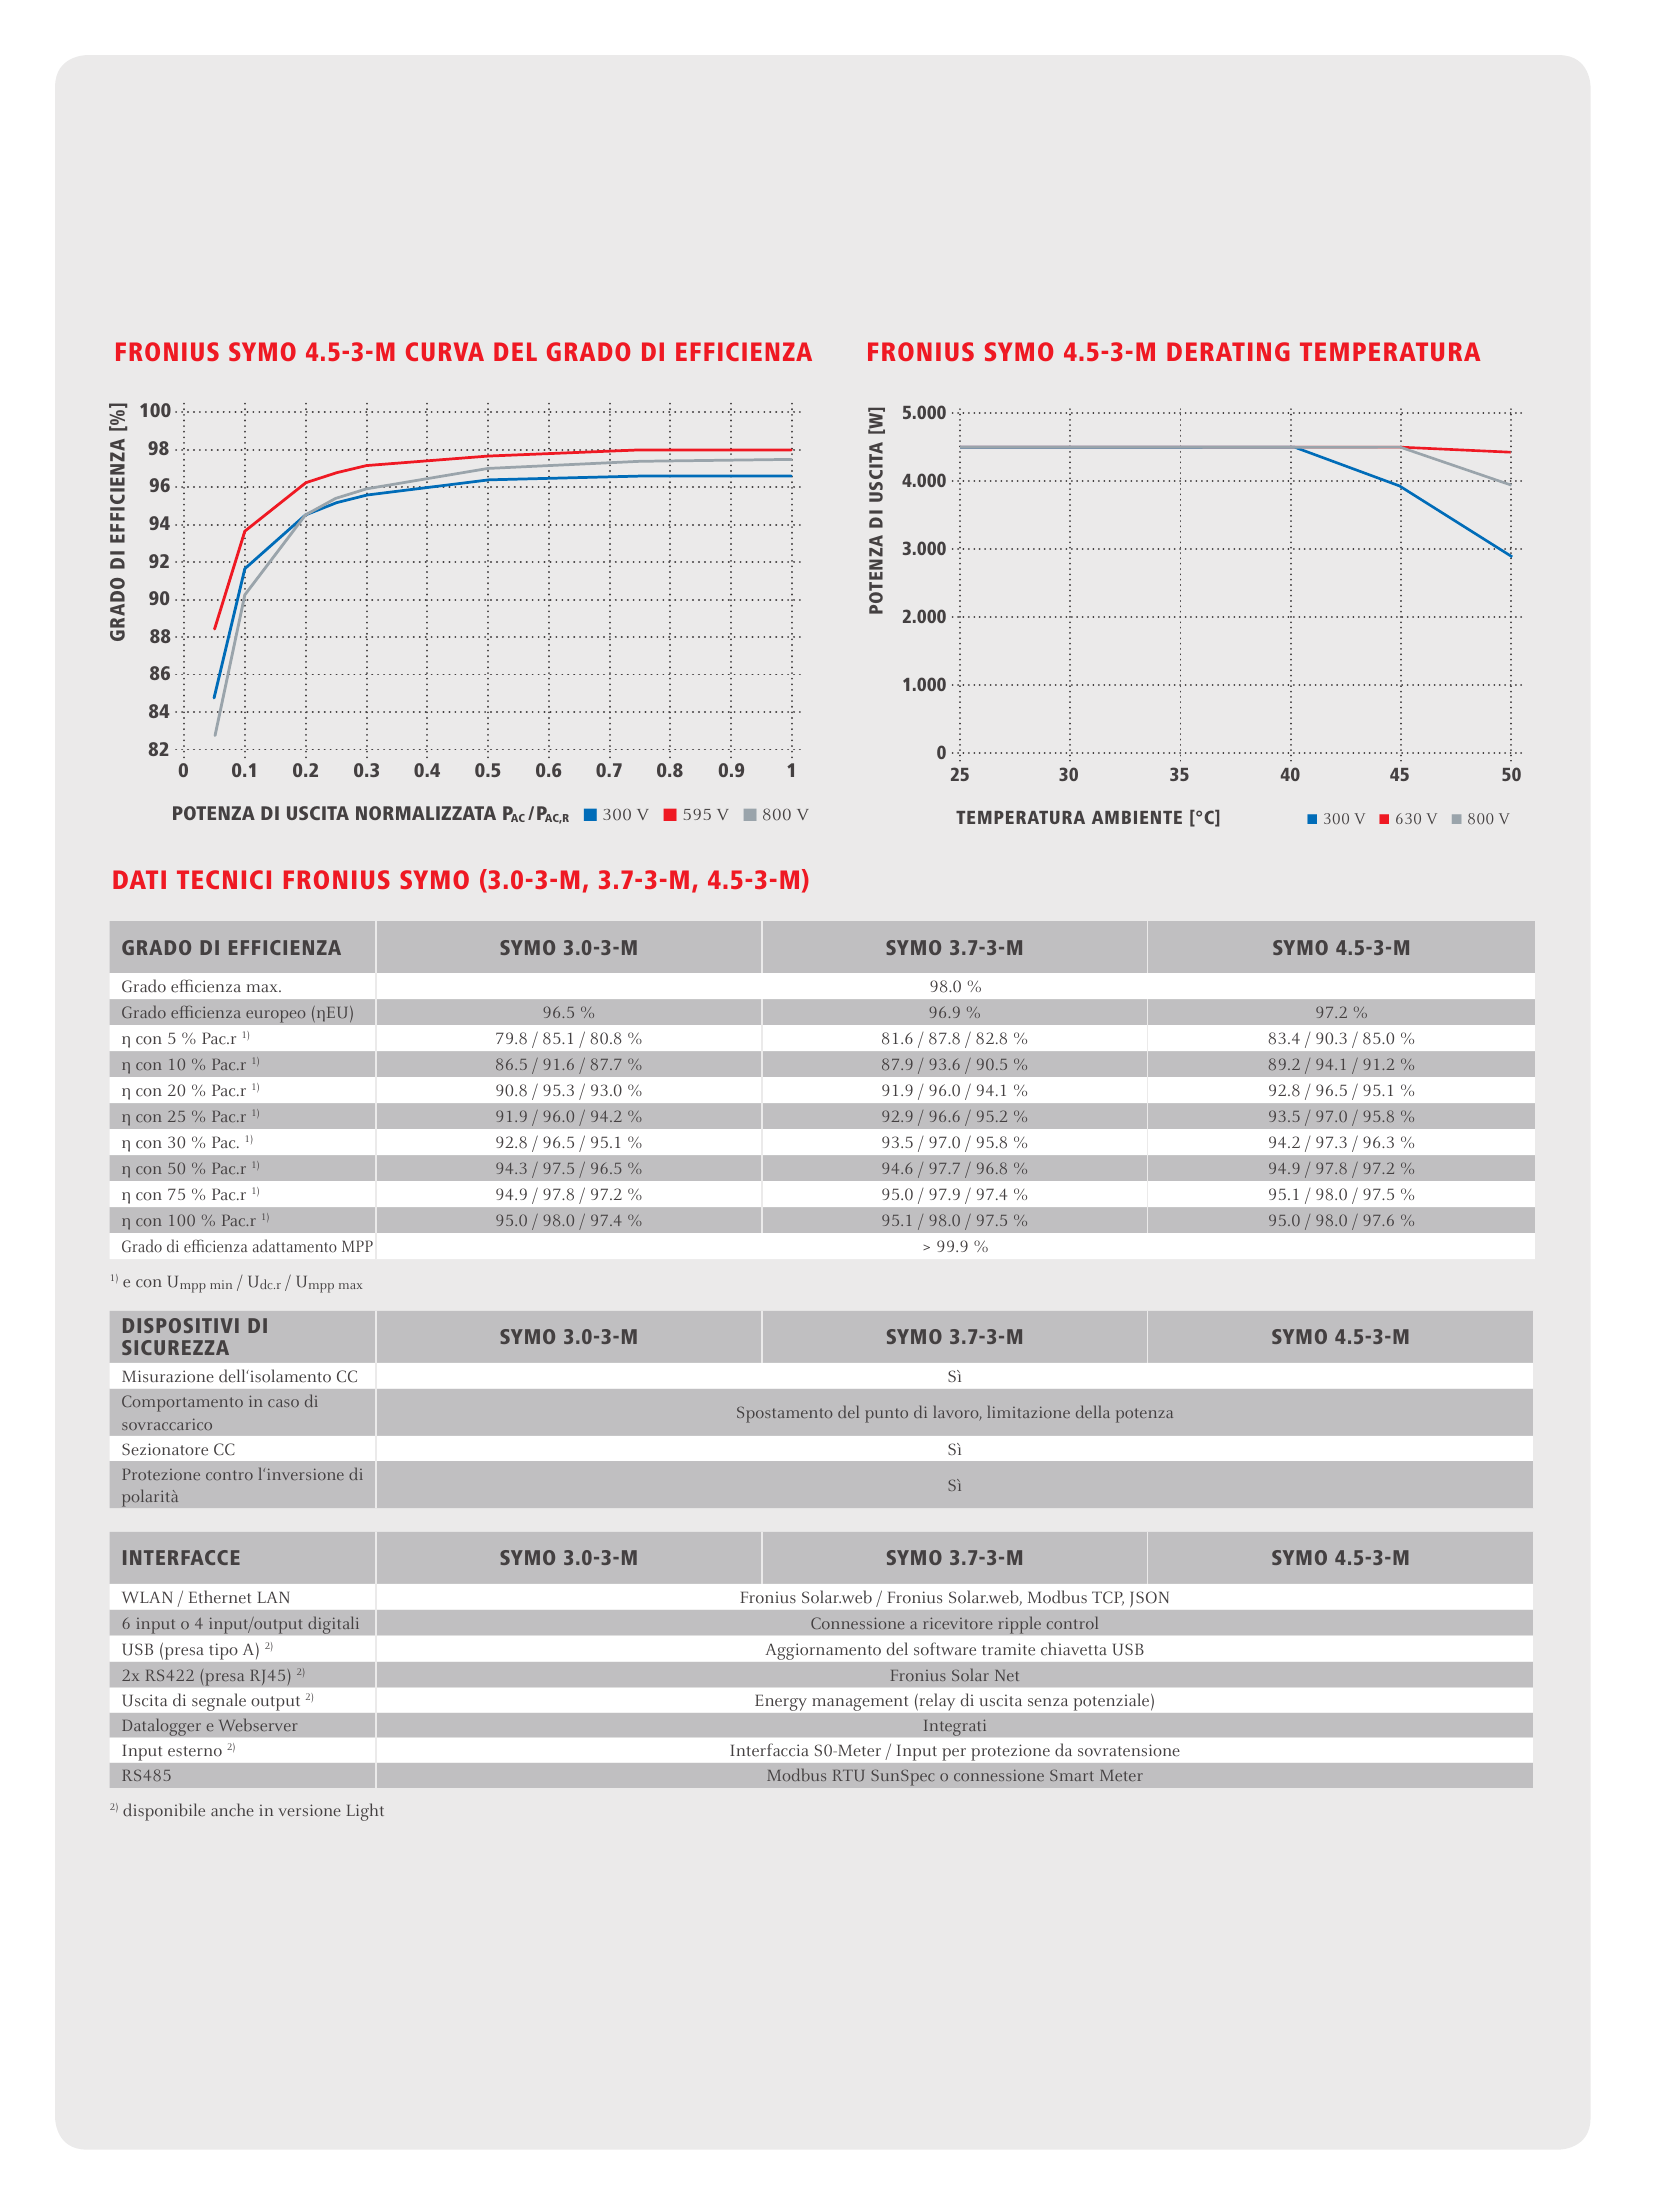 FRONIUS SYMO 4.5-3-M CURVA DEL GRADO DI EFFICIENZA
GRADO DI EFFICIENZA [%]
100
98
96
94
92
90
88
86
84
82
0 0.1 0.2 0.3 0.4 0.5 0.6 0.7 0.8 0.9 1
POTENZA DI USCITA NORMALIZZATA PAC/PAC,R 300 V 595 V 800 V
FRONIUS SYMO 4.5-3-M DERATING TEMPERATURA
POTENZA DI USCITA [W]
5.000
4.000
3.000
2.000
1.000
0
25 30 35 40 45 50
TEMPERATURA AMBIENTE [°C] 300 V 630 V 800 V
DATI TECNICI FRONIUS SYMO (3.0-3-M, 3.7-3-M, 4.5-3-M)
GRADO DI EFFICIENZA SYMO 3.0-3-M SYMO 3.7-3-M SYMO 4.5-3-M
Grado efficienza max. 98.0 %
Grado efficienza europeo (ηEU) 96.5 % 96.9 % 97.2 %
η con 5 % Pac.r 1) 79.8 / 85.1 / 80.8 % 81.6 / 87.8 / 82.8 % 83.4 / 90.3 / 85.0 %
η con 10 % Pac.r 1) 86.5 / 91.6 / 87.7 % 87.9 / 93.6 / 90.5 % 89.2 / 94.1 / 91.2 %
η con 20 % Pac.r 1) 90.8 / 95.3 / 93.0 % 91.9 / 96.0 / 94.1 % 92.8 / 96.5 / 95.1 %
η con 25 % Pac.r 1) 91.9 / 96.0 / 94.2 % 92.9 / 96.6 / 95.2 % 93.5 / 97.0 / 95.8 %
η con 30 % Pac. 1) 92.8 / 96.5 / 95.1 % 93.5 / 97.0 / 95.8 % 94.2 / 97.3 / 96.3 %
η con 50 % Pac.r 1) 94.3 / 97.5 / 96.5 % 94.6 / 97.7 / 96.8 % 94.9 / 97.8 / 97.2 %
η con 75 % Pac.r 1) 94.9 / 97.8 / 97.2 % 95.0 / 97.9 / 97.4 % 95.1 / 98.0 / 97.5 %
η con 100 % Pac.r 1) 95.0 / 98.0 / 97.4 % 95.1 / 98.0 / 97.5 % 95.0 / 98.0 / 97.6 %
Grado di efficienza adattamento MPP > 99.9 %
1) e con Umpp min / Udc.r / Umpp max
DISPOSITIVI DI
SICUREZZA SYMO 3.0-3-M SYMO 3.7-3-M SYMO 4.5-3-M
Misurazione dell‘isolamento CC Sì
Comportamento in caso di
sovraccarico Spostamento del punto di lavoro, limitazione della potenza
Sezionatore CC Sì
Protezione contro l‘inversione di
polarità Sì
INTERFACCE SYMO 3.0-3-M SYMO 3.7-3-M SYMO 4.5-3-M
WLAN / Ethernet LAN Fronius Solar.web / Fronius Solar.web, Modbus TCP, JSON
6 input o 4 input/output digitali Connessione a ricevitore ripple control
USB (presa tipo A) 2) Aggiornamento del software tramite chiavetta USB
2x RS422 (presa RJ45) 2) Fronius Solar Net
Uscita di segnale output 2) Energy management (relay di uscita senza potenziale)
Datalogger e Webserver Integrati
Input esterno 2) Interfaccia S0-Meter / Input per protezione da sovratensione
RS485 Modbus RTU SunSpec o connessione Smart Meter
2) disponibile anche in versione Light